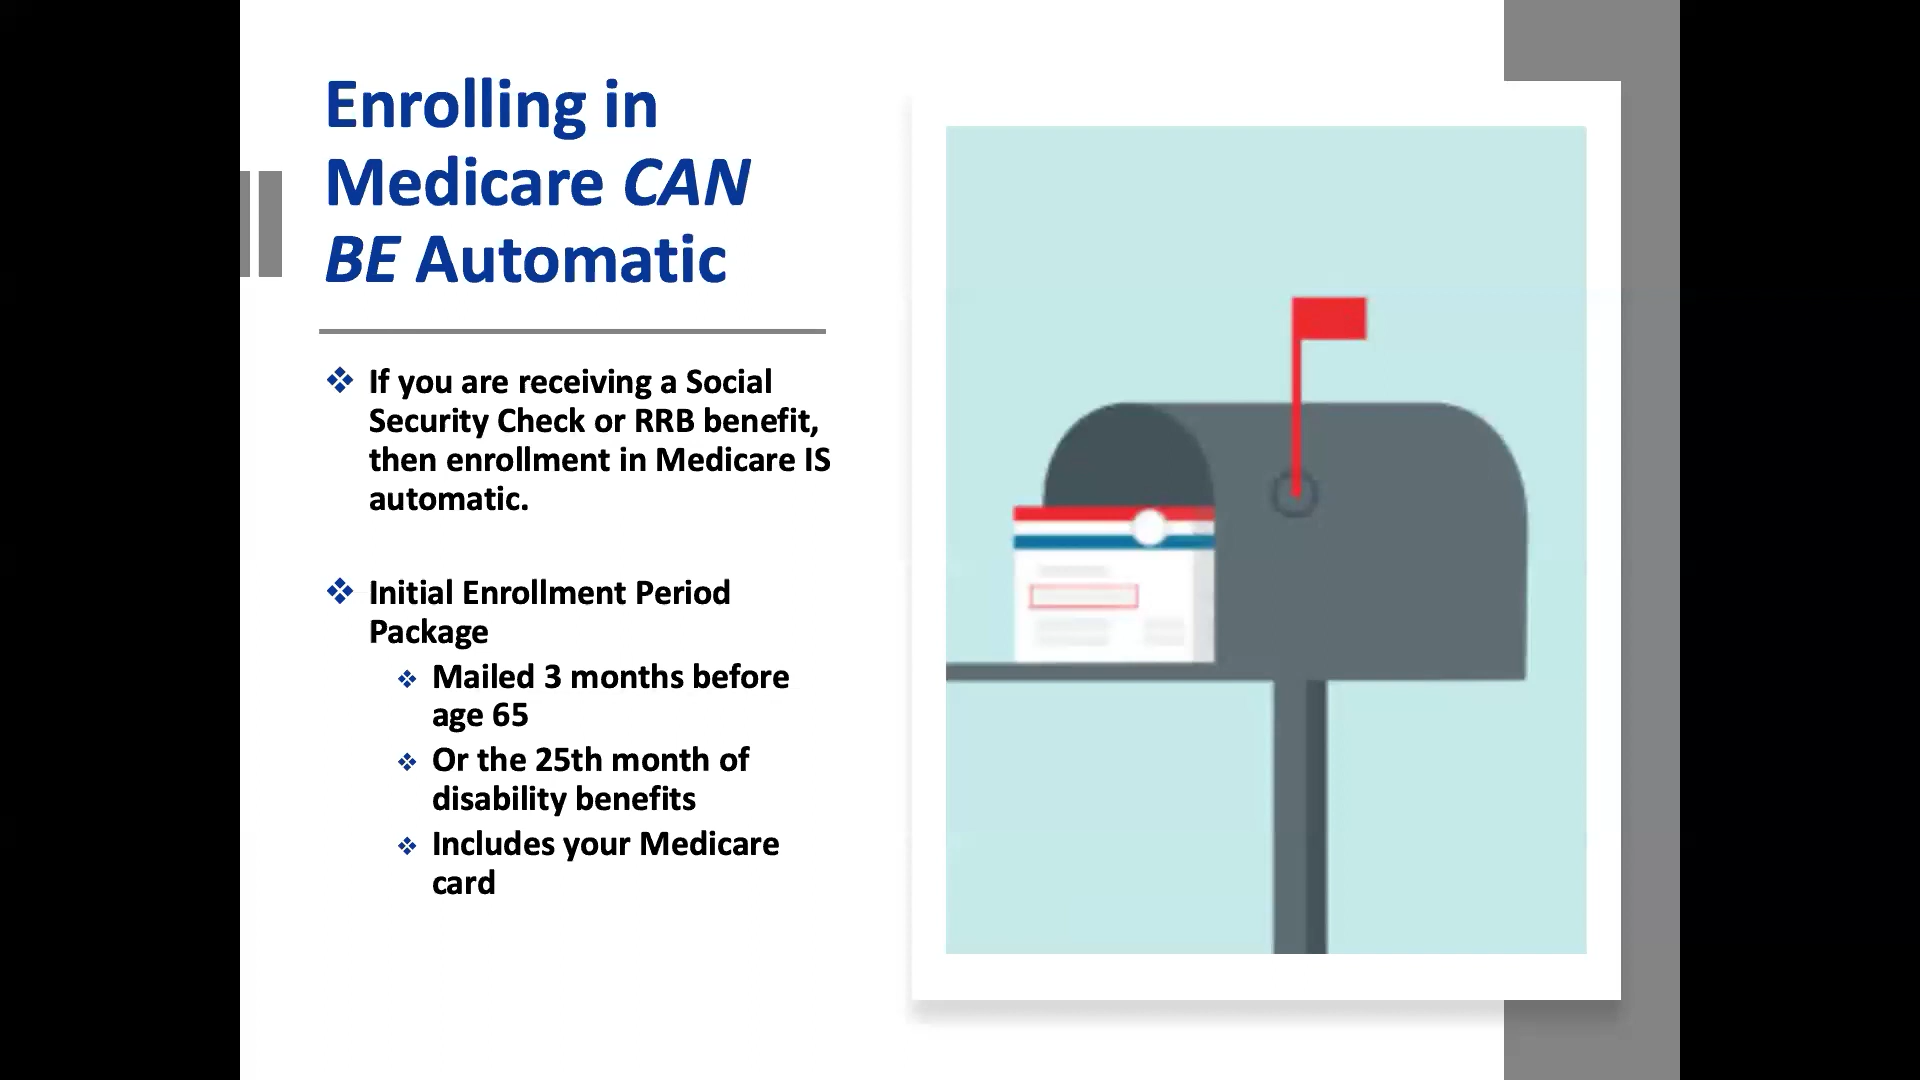 Enrolling in
Medicare CAN
BE Automatic
If you are receiving a Social
Security Check or RRB benefit,
then enrollment in Medicare IS
automatic.
Initial Enrollment Period
Package
Mailed 3 months before
age 65
Or the 25th month of
disability benefits
Includes your Medicare
card